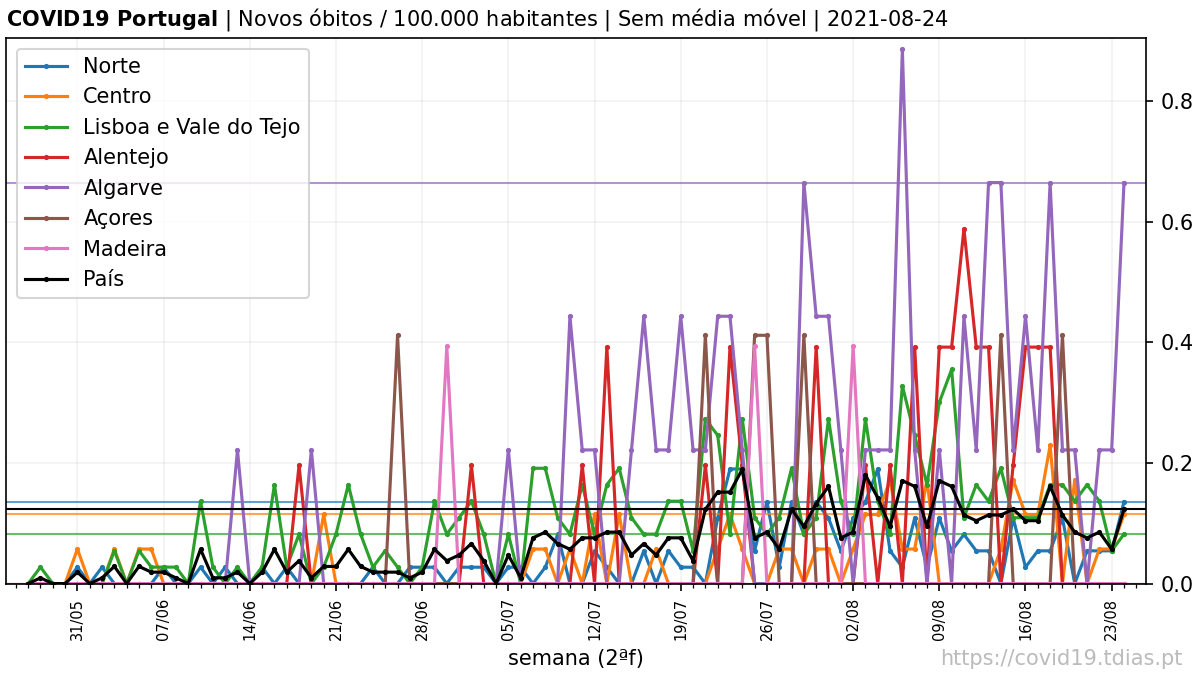 COVID19 Portugal | Novos óbitos / 100.000 habitantes | Sem média móvel | 2021-08-24
Norte
Centro
Lisboa e Vale do Tejo
Alentejo
Algarve
Açores
Madeira
País
0.8
0.6
0.4
0.2
0.0
31/05
07/06
14/06
21/06
28/06
05/07
12/07
19/07
26/07
02/08
09/08
16/08
23/08
semana (2ªf)
https://covid19.tdias.pt